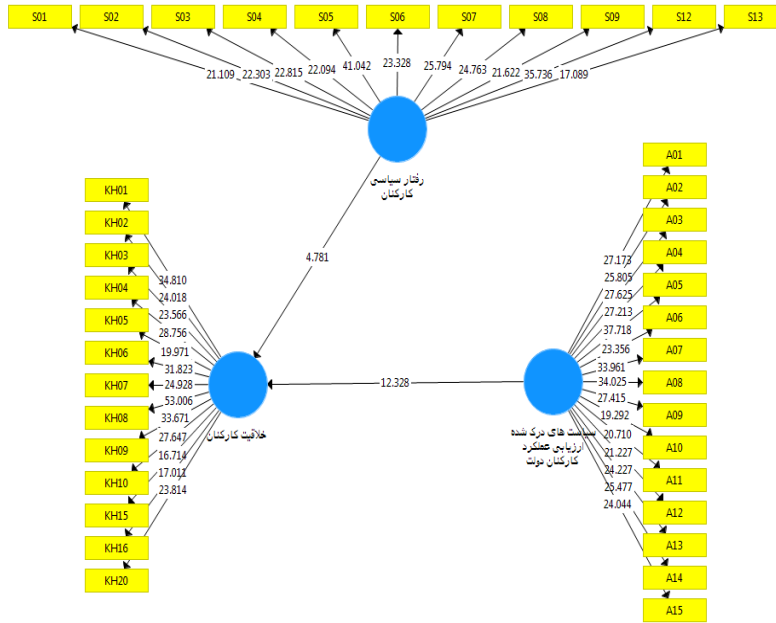 S01 S02 S03 S04 S05 S06 S07 S08 S09 S12 S13
21.109 22.303 22.815 22.094 41.042 23.328 25.794 24.763 21.622 35.736 17.089
رفتار سیاسی
کارکنان
4.781
KH01
KH02
KH03
KH04
KH05
KH06
KH07
KH08
KH09
KH10
KH15
KH16
KH20
34.810
24.018
23.566
28.756
19.971
31.823
24.928
53.006
33.671
27.647
16.714
17.011
23.814
خلاقیت کارکنان
12.328
سیاست های درک شده
ارزیابی عملکرد
کارکنان دولت
27.173
25.805
27.625
27.213
37.718
23.356
33.961
34.025
27.415
19.292
20.710
21.227
24.227
25.477
24.044
A01
A02
A03
A04
A05
A06
A07
A08
A09
A10
A11
A12
A13
A14
A15